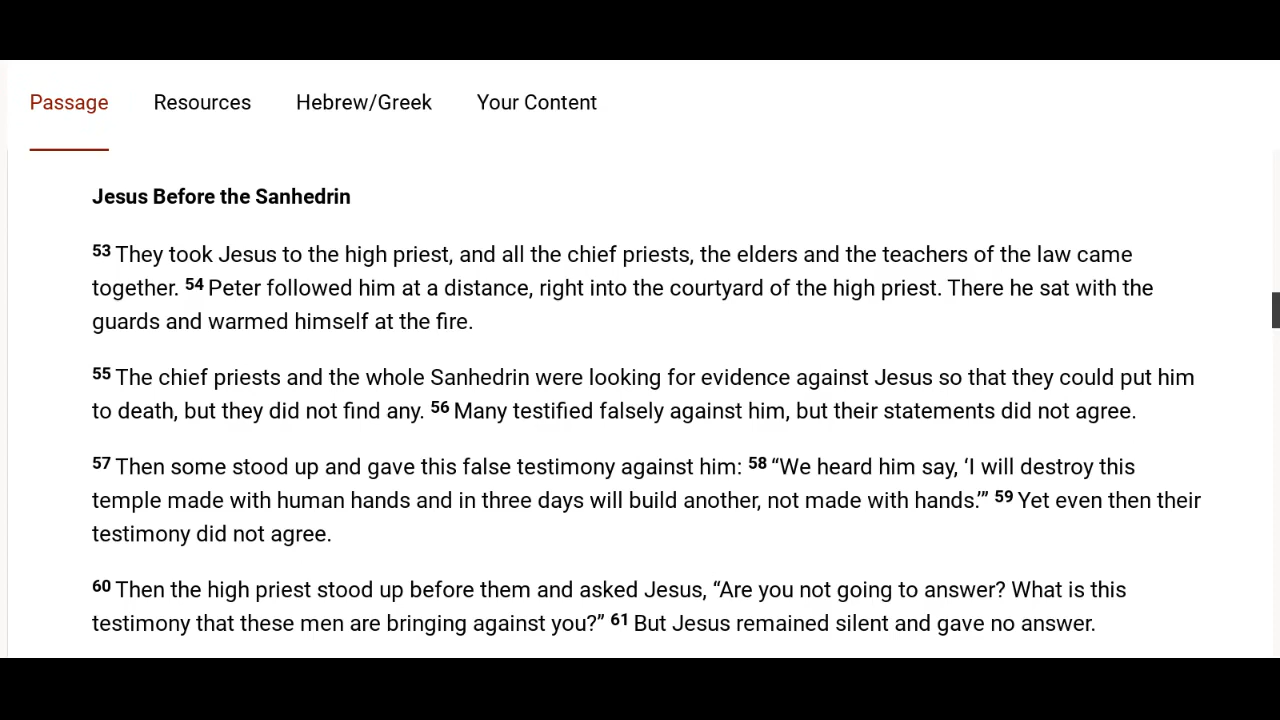 Passage Resources Hebrew/Greek Your Content
Jesus Before the Sanhedrin
53 They took Jesus to the high priest, and all the chief priests, the elders and the teachers of the law came
together. 54 Peter followed him at a distance, right into the courtyard of the high priest. There he sat with the
guards and warmed himself at the fire.
55 The chief priests and the whole Sanhedrin were looking for evidence against Jesus so that they could put him
to death, but they did not find any. 56 Many testified falsely against him, but their statements did not agree.
57 Then some stood up and gave this false testimony against him: 58 “We heard him say, ‘I will destroy this
temple made with human hands and in three days will build another, not made with hands.’” 59 Yet even then their
testimony did not agree.
60 Then the high priest stood up before them and asked Jesus, “Are you not going to answer? What is this
testimony that these men are bringing against you?” 61 But Jesus remained silent and gave no answer.